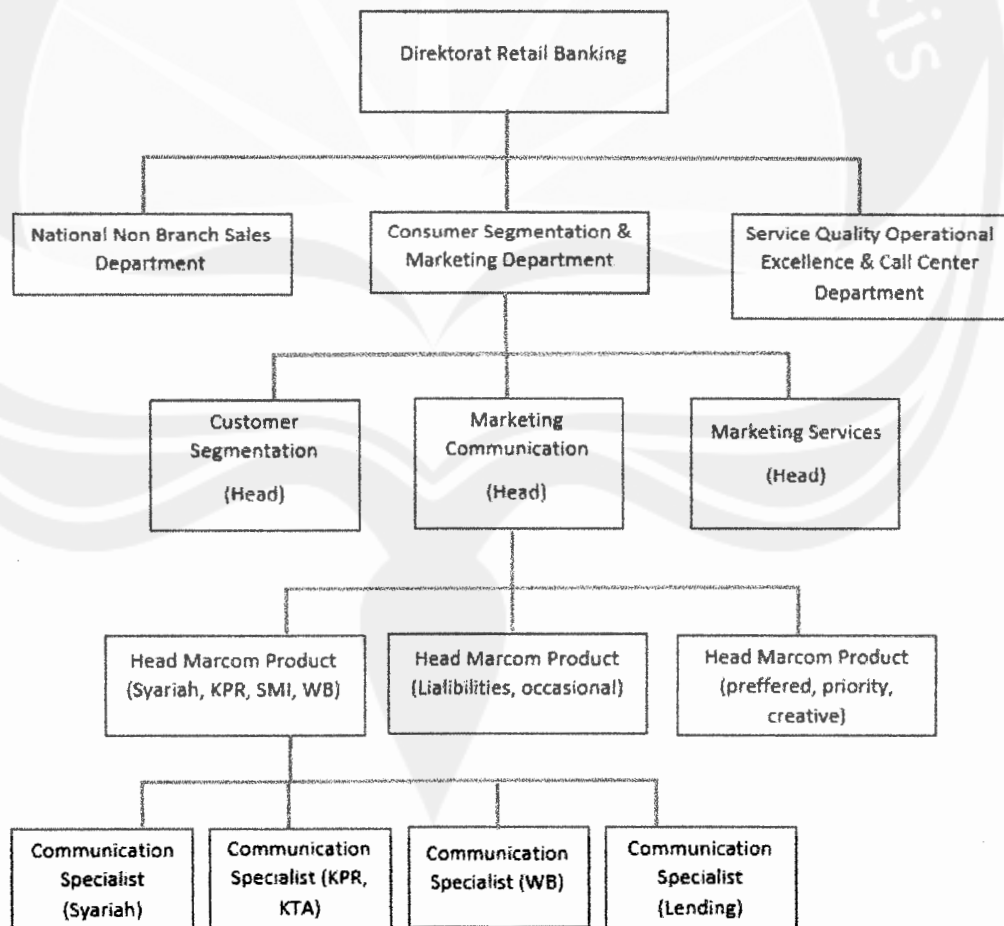 Direktorat Retail Banking
National Non Branch Sales
Department
Consumer Segmentation &
Marketing Department
Service Quality Operational
Excellence & Call Center
Department
Customer
Segmentation
(Head)
Marketing
Communication
(Head)
Marketing Services
(Head)
Head Marcom Product
(Syariah, KPR, SMI, WB)
Head Marcom Product
(Lialibilities, occasional)
Head Marcom Product
(preffered, priority,
creative)
Communication
Specialist
(Syariah)
Communication
Specialist (KPR,
KTA)
Communication
Specialist (WB)
Communication
Specialist
(Lending)